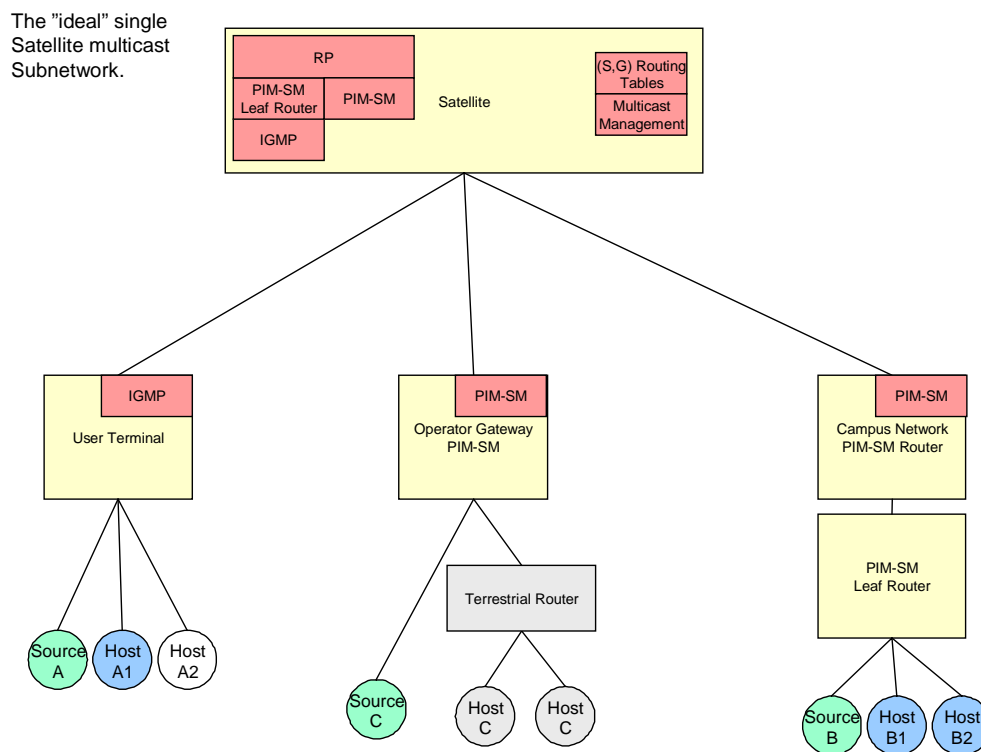 The ”ideal” single
Satellite multicast
Subnetwork.
RP
PIM-SM
Leaf Router
PIM-SM
IGMP
Satellite
(S,G) Routing
Tables
Multicast
Management
IGMP
User Terminal
PIM-SM
Operator Gateway
PIM-SM
PIM-SM
Campus Network
PIM-SM Router
PIM-SM
Leaf Router
Terrestrial Router
Source
A
Host
A1
Host
A2
Source
C
Host
C
Host
C
Source
B
Host
B1
Host
B2